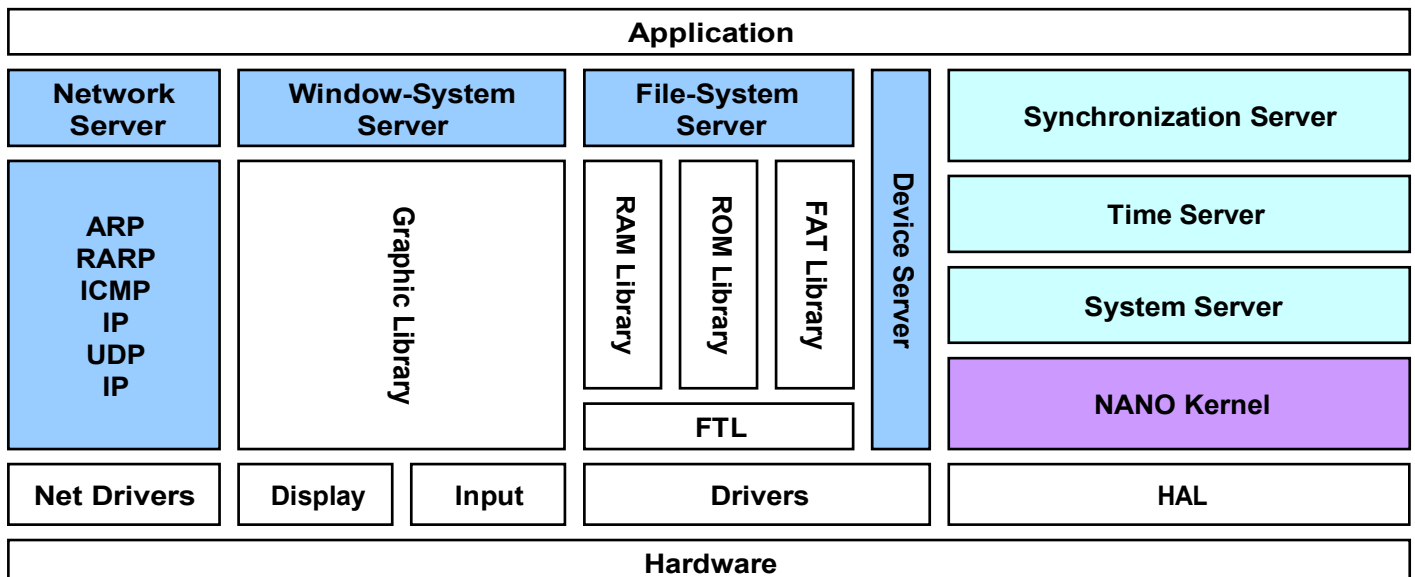 Application
Network
Server
Window-System
Server
File-System
Server
Device Server
Synchronization Server
ARP
RARP
ICMP
IP
UDP
IP
Graphic Library
RAM Library
ROM Library
FAT Library
FTL
Time Server
System Server
NANO Kernel
Net Drivers
Display
Input
Drivers
HAL
Hardware